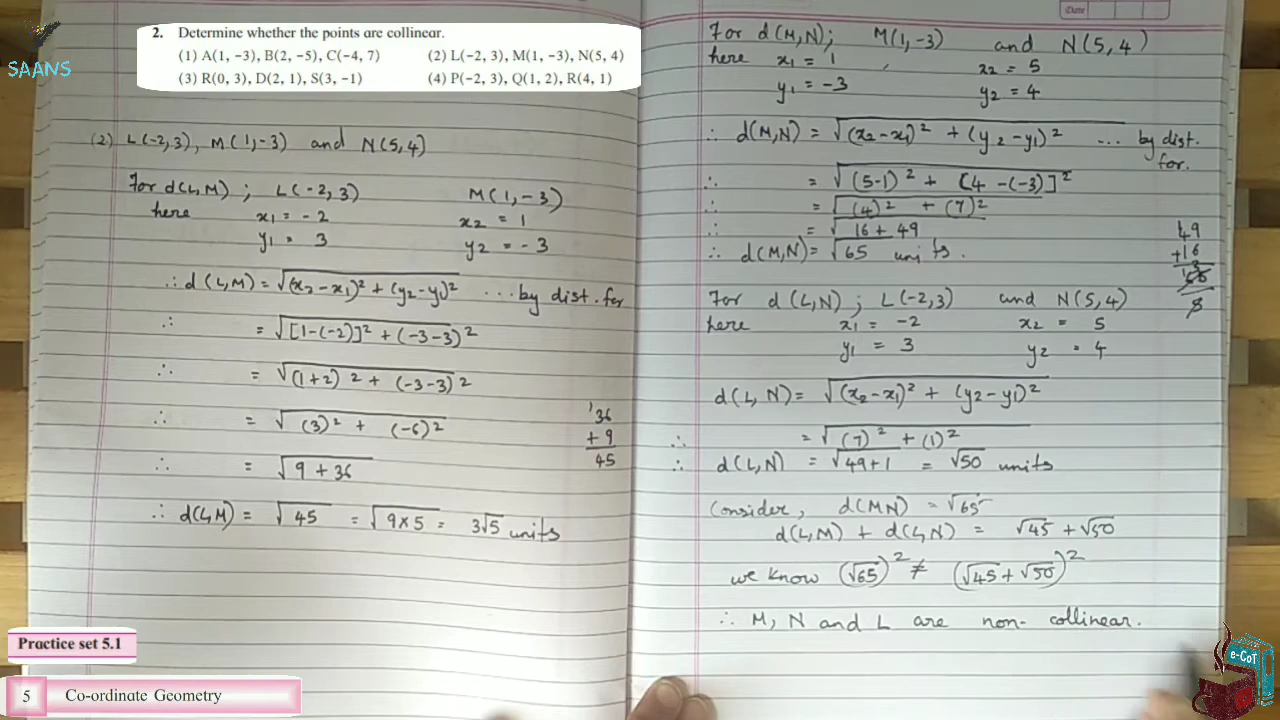 SAANS
2. Determine whether the points are collinear.
(1) A(1, −3), B(2, −5), C(−4, 7) (2) L(−2, 3), M(1, −3), N(5, 4)
(3) R(0, 3), D(2, 1), S(3, −1) (4) P(−2, 3), Q(1, 2), R(4, 1)
(2) L(-2,3), M(1,-3) and N(5,4)
For d(L,M) ; L(-2,3) M(1,-3)
here x₁ = -2 x₂ = 1
y₁ = 3 y₂ = -3
∴ d(L,M) = √(x₂-x₁)² + (y₂-y₁)² ... by dist. for
∴ = √[1-(-2)]² + (-3-3)²
∴ = √(1+2)² + (-3-3)²
∴ = √(3)² + (-6)²
∴ = √9 + 36
∴ d(L,M) = √45 = √9×5 = 3√5 units
¹36
+ 9
45
Practice set 5.1
5 Co-ordinate Geometry
Date
For d(M,N); M(1,-3) and N(5,4)
here x₁ = 1 , x₂ = 5
y₁ = -3 y₂ = 4
∴ d(M,N) = √(x₂-x₁)² + (y₂-y₁)² ... by dist.
for.
∴ = √(5-1)² + [4-(-3)]²
∴ = √(4)² + (7)²
∴ = √16 + 49
∴ d(M,N) = √65 units.
49
+16
For d(L,N) ; L(-2,3) and N(5,4)
here x₁ = -2 x₂ = 5
y₁ = 3 y₂ = 4
d(L,N) = √(x₂-x₁)² + (y₂-y₁)²
∴ = √(7)² + (1)²
∴ d(L,N) = √49+1 = √50 units
Consider, d(MN) = √65
d(L,M) + d(L,N) = √45 + √50
we know (√65)² ≠ (√45+√50)²
∴ M, N and L are non- collinear.
e-CoT